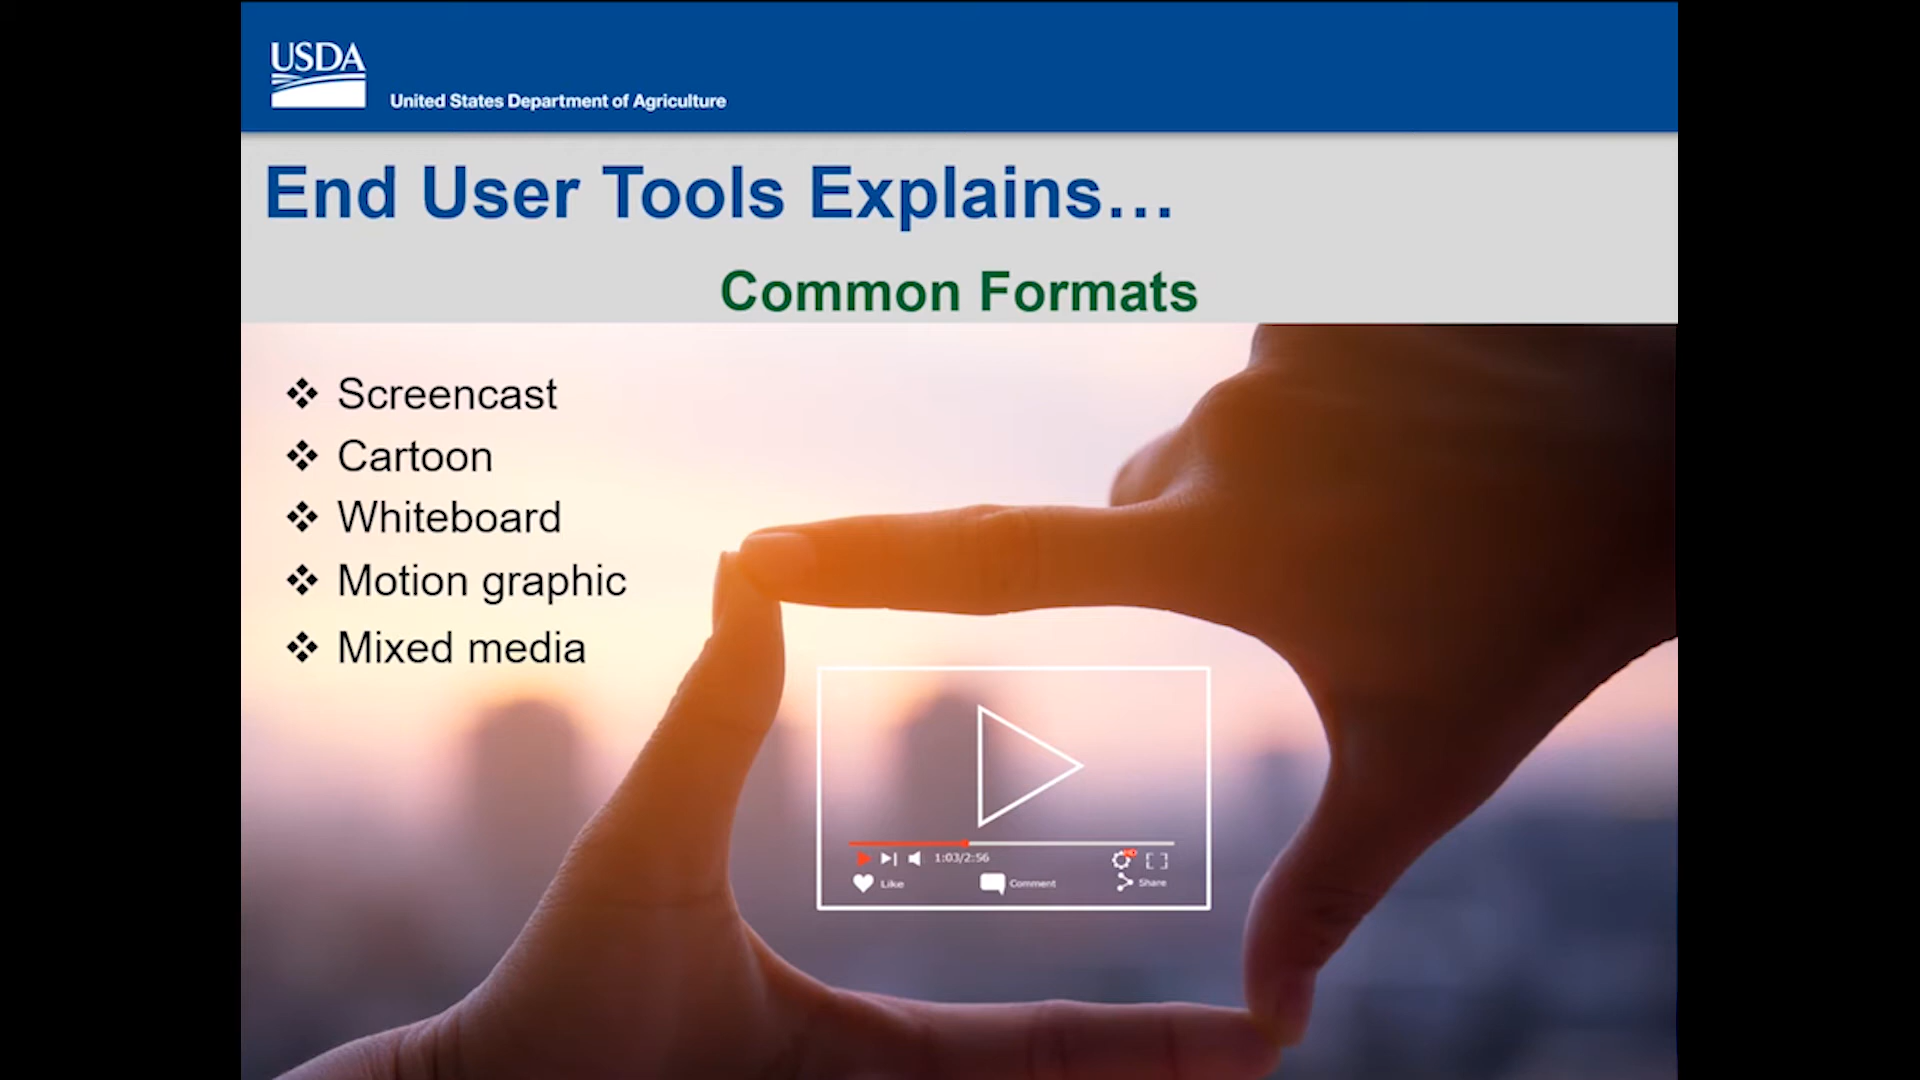 USDA
United States Department of Agriculture
End User Tools Explains...
Common Formats
❖ Screencast
❖ Cartoon
❖ Whiteboard
❖ Motion graphic
❖ Mixed media
1:03/2:56
HD
Like
Comment
Share